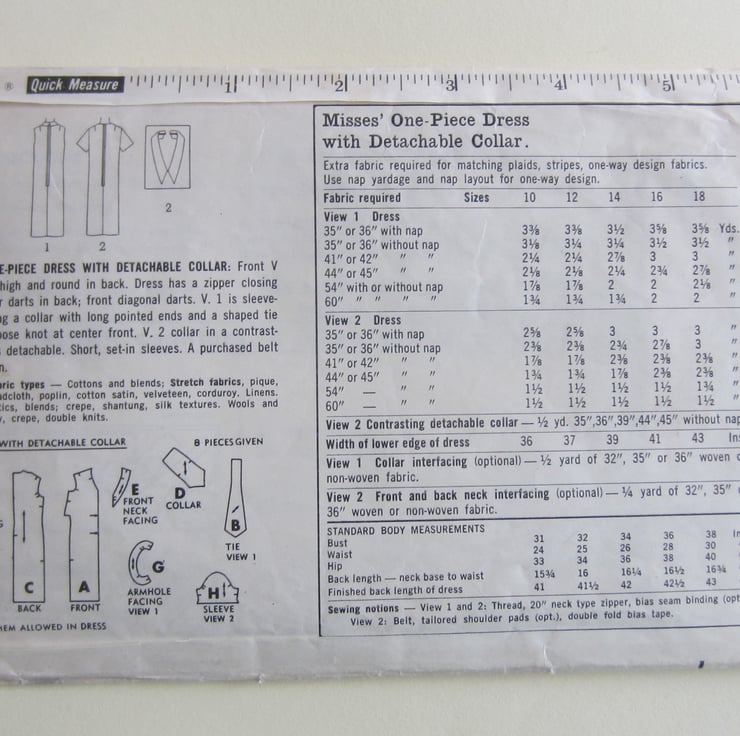 ® Quick Measure 1 2 3 4 5
1 2
2
E-PIECE DRESS WITH DETACHABLE COLLAR: Front V
high and round in back. Dress has a zipper closing
r darts in back; front diagonal darts. V. 1 is sleeve-
g a collar with long pointed ends and a shaped tie
oose knot at center front. V. 2 collar in a contrast-
detachable. Short, set-in sleeves. A purchased belt
n.
ric types — Cottons and blends; Stretch fabrics, pique,
adcloth, poplin, cotton satin, velveteen, corduroy. Linens.
tics, blends; crepe, shantung, silk textures. Wools and
y, crepe, double knits.
WITH DETACHABLE COLLAR 8 PIECES GIVEN
C
BACK
A
FRONT
E
FRONT
NECK
FACING
D
COLLAR
B
TIE
VIEW 1
G
ARMHOLE
FACING
VIEW 1
H
SLEEVE
VIEW 2
HEM ALLOWED IN DRESS
Misses' One-Piece Dress
with Detachable Collar.
Extra fabric required for matching plaids, stripes, one-way design fabrics.
Use nap yardage and nap layout for one-way design.
Fabric required Sizes 10 12 14 16 18
View 1 Dress
35" or 36" with nap 3⅜ 3⅜ 3½ 3⅝ 3⅝ Yds.
35" or 36" without nap 3⅛ 3¼ 3¼ 3½ 3½ "
41" or 42" " " 2¼ 2¼ 2⅞ 3 3 "
44" or 45" " " 2⅛ 2⅛ 2¼ 2¾ 2⅞ "
54" with or without nap 1⅞ 1⅞ 2 2 2⅛ "
60" " " " " 1¾ 1¾ 1¾ 2 2 "
View 2 Dress
35" or 36" with nap 2⅝ 2⅝ 3 3 3 "
35" or 36" without nap 2⅜ 2⅜ 2¾ 2⅞ 3 "
41" or 42" " " 1⅞ 1⅞ 2⅜ 2⅜ 2⅜ "
44" or 45" " " 1¾ 1¾ 1⅞ 2⅜ 2⅜ "
54" — " " 1½ 1½ 1½ 1½ 1¾ "
60" — " " 1½ 1½ 1½ 1½ 1½ "
View 2 Contrasting detachable collar — ½ yd. 35",36",39",44",45" without nap
Width of lower edge of dress 36 37 39 41 43 Ins
View 1 Collar interfacing (optional) — ½ yard of 32", 35" or 36" woven o
non-woven fabric.
View 2 Front and back neck interfacing (optional) — ¼ yard of 32", 35" o
36" woven or non-woven fabric.
STANDARD BODY MEASUREMENTS
Bust 31 32 34 36 38 In
Waist 24 25 26 28 30
Hip 33 34 36 38 40
Back length — neck base to waist 15¾ 16 16¼ 16½ 16¾
Finished back length of dress 41 41½ 42 42½ 43
Sewing notions — View 1 and 2: Thread, 20" neck type zipper, bias seam binding (opt
View 2: Belt, tailored shoulder pads (opt.), double fold bias tape.